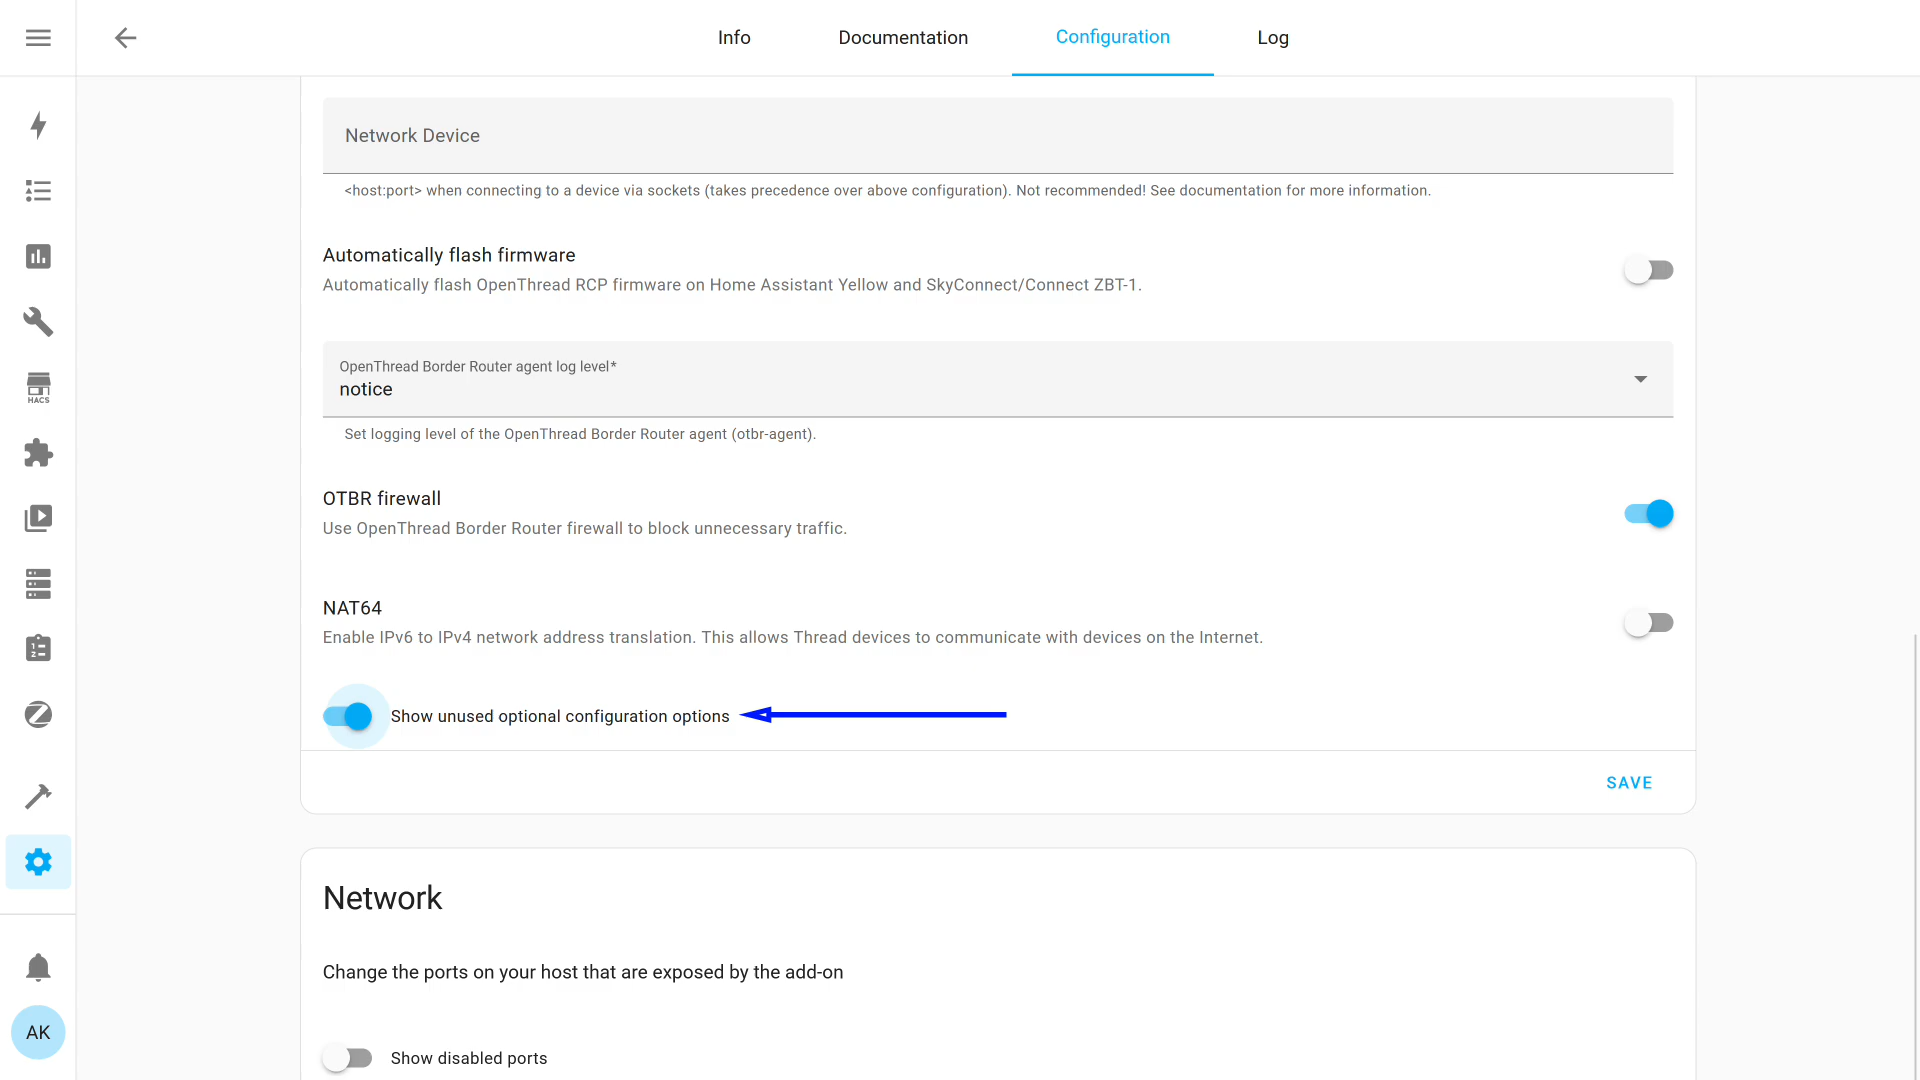 Info
Documentation
Configuration
Log
Network Device
<host:port> when connecting to a device via sockets (takes precedence over above configuration). Not recommended! See documentation for more information.
Automatically flash firmware
Automatically flash OpenThread RCP firmware on Home Assistant Yellow and SkyConnect/Connect ZBT-1.
OpenThread Border Router agent log level*
notice
Set logging level of the OpenThread Border Router agent (otbr-agent).
HACS
OTBR firewall
Use OpenThread Border Router firewall to block unnecessary traffic.
NAT64
Enable IPv6 to IPv4 network address translation. This allows Thread devices to communicate with devices on the Internet.
Show unused optional configuration options
SAVE
Network
Change the ports on your host that are exposed by the add-on
AK
Show disabled ports